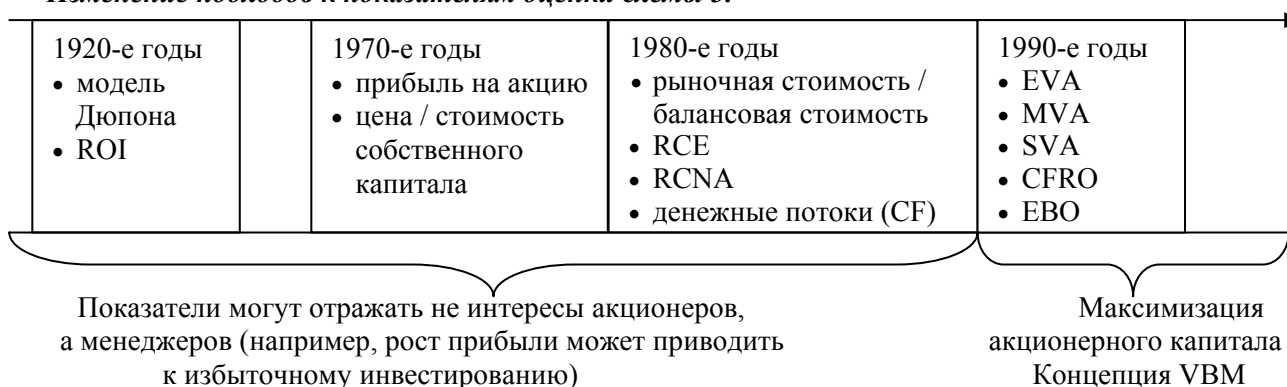 Изменение подходов к показателям оценки схема 3.
1920-е годы
• модель
Дюпона
• ROI
1970-е годы
• прибыль на акцию
• цена / стоимость
собственного
капитала
1980-е годы
• рыночная стоимость /
балансовая стоимость
• RCE
• RCNA
• денежные потоки (CF)
1990-е годы
• EVA
• MVA
• SVA
• CFRO
• EBO
Показатели могут отражать не интересы акционеров,
а менеджеров (например, рост прибыли может приводить
к избыточному инвестированию)
Максимизация
акционерного капитала
Концепция VBM